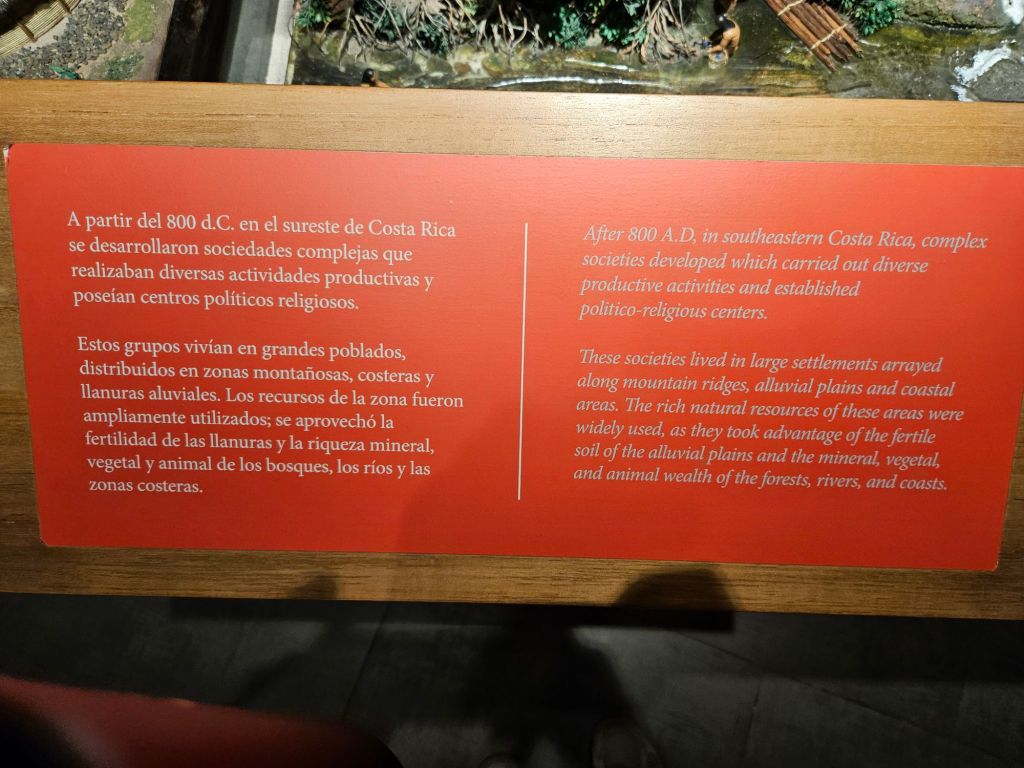 A partir del 800 d.C. en el sureste de Costa Rica
se desarrollaron sociedades complejas que
realizaban diversas actividades productivas y
poseían centros políticos religiosos.
Estos grupos vivían en grandes poblados,
distribuidos en zonas montañosas, costeras y
llanuras aluviales. Los recursos de la zona fueron
ampliamente utilizados; se aprovechó la
fertilidad de las llanuras y la riqueza mineral,
vegetal y animal de los bosques, los ríos y las
zonas costeras.
After 800 A.D, in southeastern Costa Rica, complex
societies developed which carried out diverse
productive activities and established
politico-religious centers.
These societies lived in large settlements arrayed
along mountain ridges, alluvial plains and coastal
areas. The rich natural resources of these areas were
widely used, as they took advantage of the fertile
soil of the alluvial plains and the mineral, vegetal,
and animal wealth of the forests, rivers, and coasts.